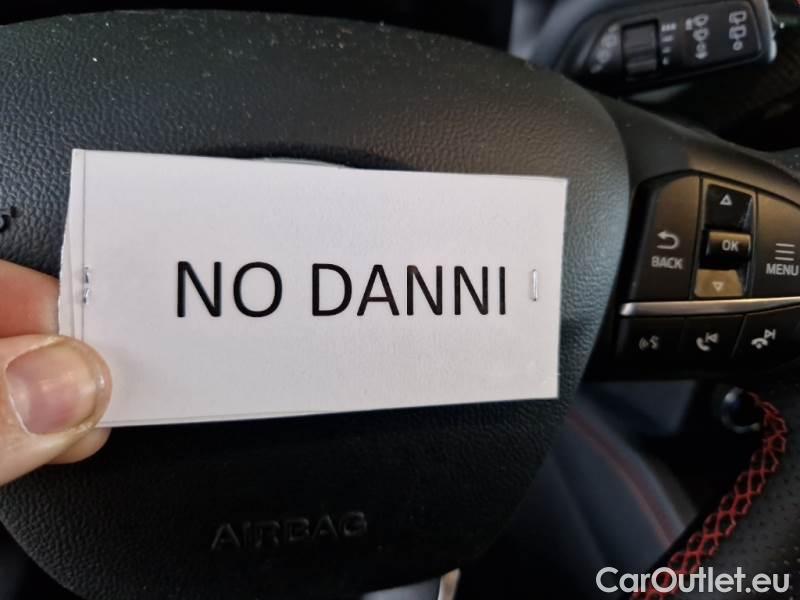 NO DANNI
OK
BACK
MENU
AIRBAG
CarOutlet.eu